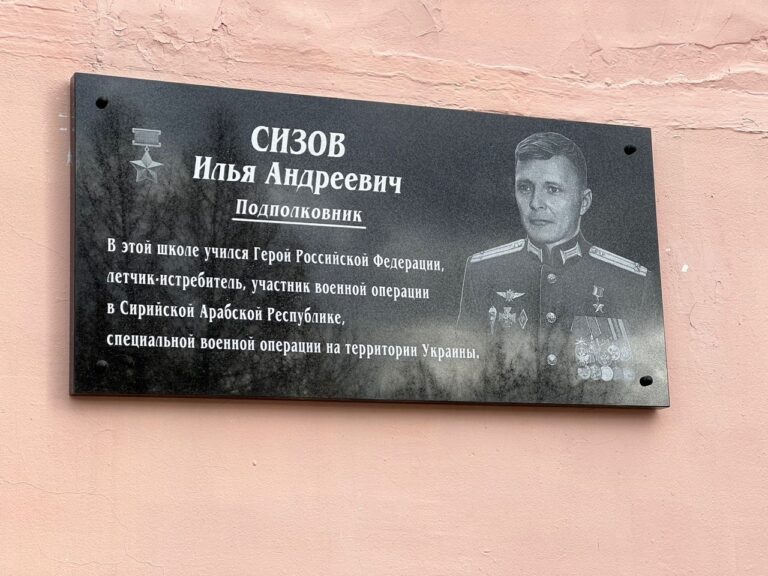 СИЗОВ
Илья Андреевич
Подполковник
В этой школе учился Герой Российской Федерации,
летчик-истребитель, участник военной операции
в Сирийской Арабской Республике,
специальной военной операции на территории Украины.